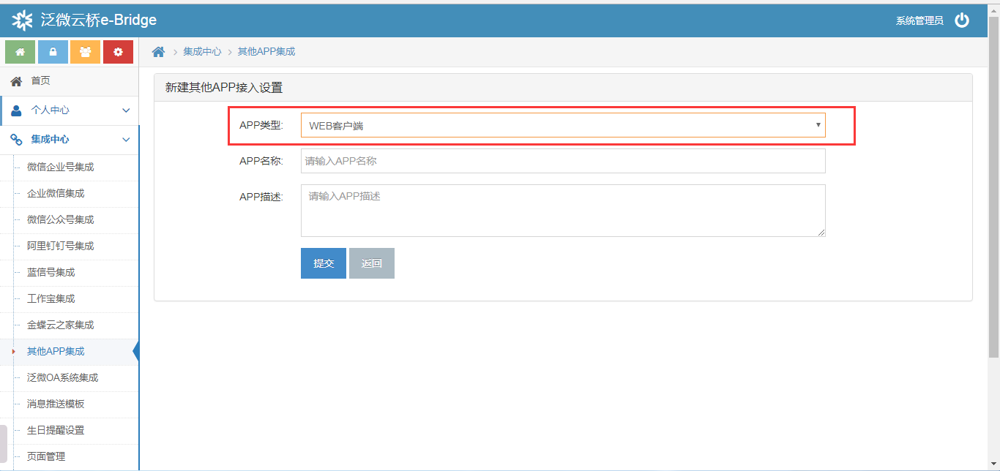 泛微云桥e-Bridge
系统管理员
集成中心 > 其他APP集成
首页
个人中心
集成中心
微信企业号集成
企业微信集成
微信公众号集成
阿里钉钉号集成
蓝信号集成
工作宝集成
金蝶云之家集成
其他APP集成
泛微OA系统集成
消息推送模板
生日提醒设置
页面管理
新建其他APP接入设置
APP类型: WEB客户端
APP名称: 请输入APP名称
APP描述: 请输入APP描述
提交 返回